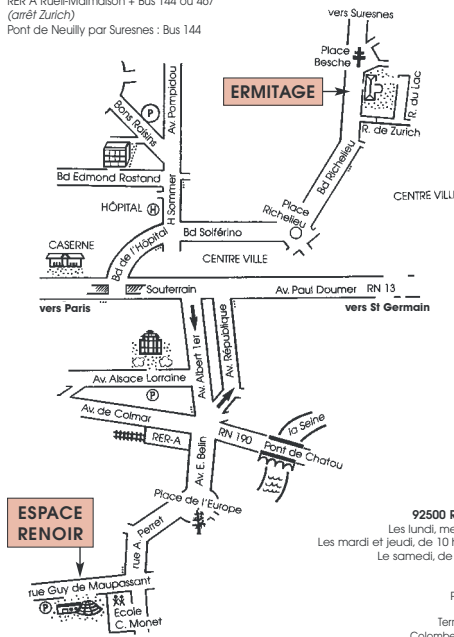 RER A Rueil-Malmaison + Bus 144 ou 467
(arrêt Zurich)
Pont de Neuilly par Suresnes : Bus 144
vers Suresnes
Place
Besche
ERMITAGE
R. du Lac
R. de Zurich
Bons Raisins
P
Av. Pompidou
Bd Edmond Rostand
Bd Richelieu
Place
Richelieu
CENTRE VILL
HÔPITAL H
H Sommer
Bd Solférino
CASERNE
Bd de l'Hôpital
CENTRE VILLE
Souterrain
Av. Paul Doumer RN 13
vers Paris
vers St Germain
Av. Albert 1er
Av. République
Av. Alsace Lorraine
P
Av. de Colmar
RER-A
RN 190
la Seine
Pont de Chatou
Av. E. Belin
Place de l'Europe
ESPACE
RENOIR
rue A. Perret
rue Guy de Maupassant
P
Ecole
C. Monet
92500 R
Les lundi, me
Les mardi et jeudi, de 10 h
Le samedi, de
P
Terr
Colombe